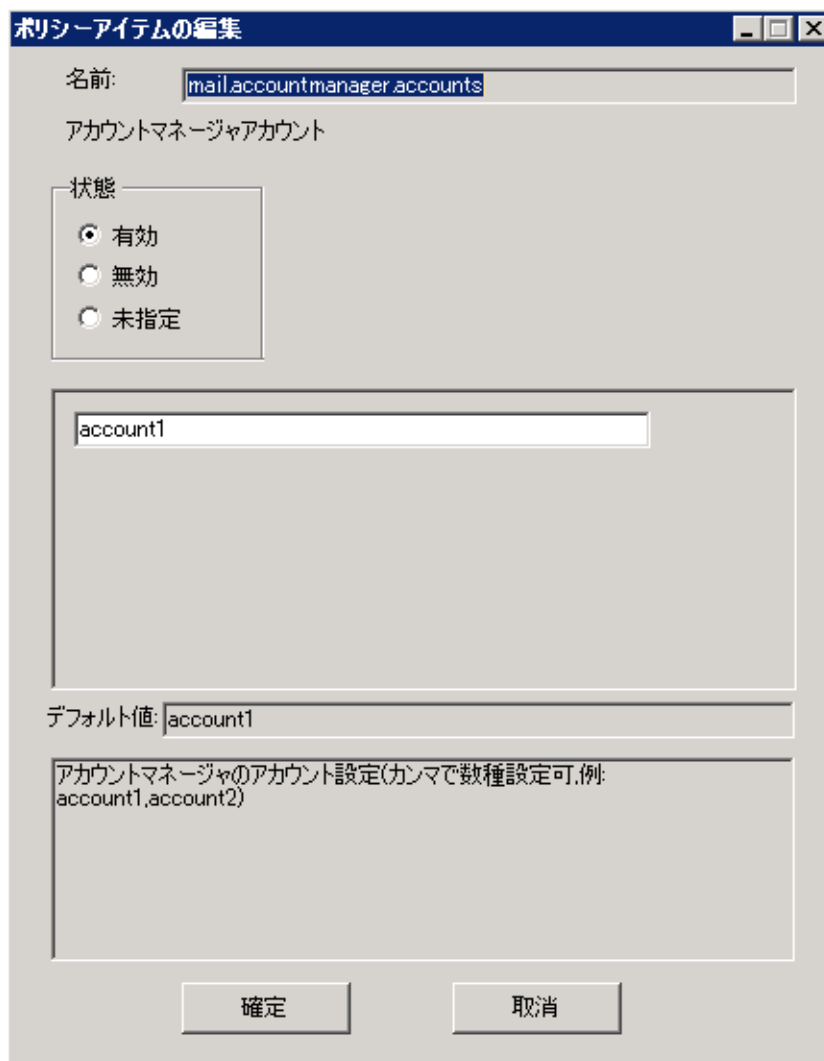 ポリシーアイテムの編集
名前: mail.accountmanager.accounts
アカウントマネージャアカウント
状態
有効
無効
未指定
account1
デフォルト値: account1
アカウントマネージャのアカウント設定(カンマで数種設定可,例:
account1,account2)
確定 取消